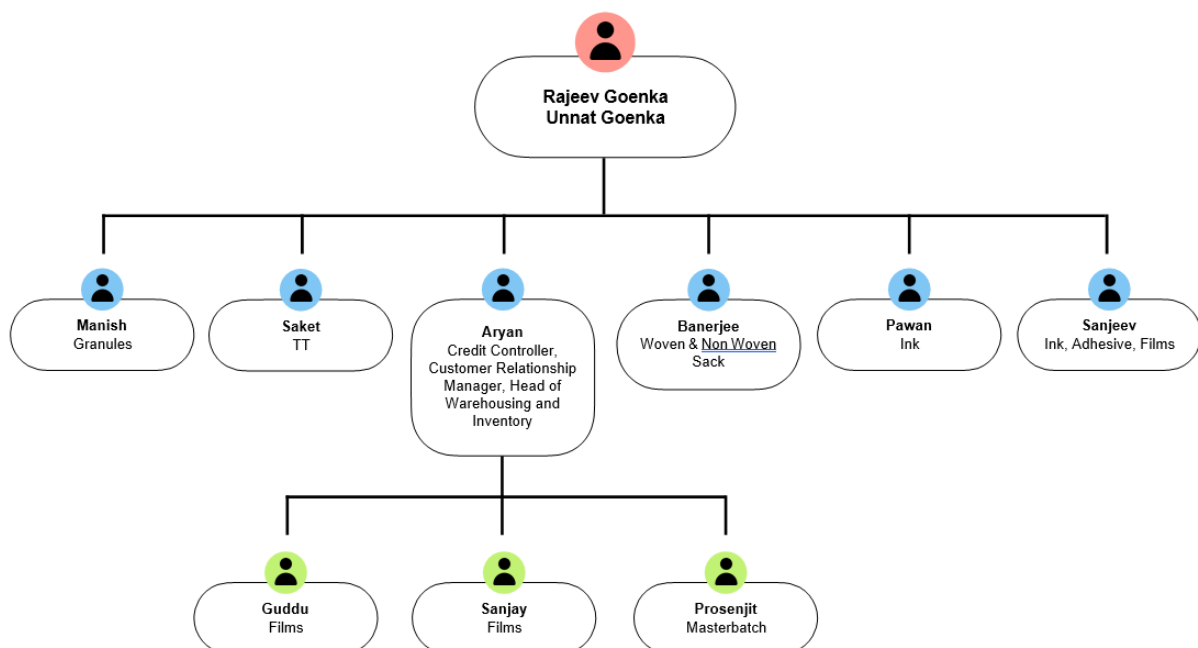 Rajeev Goenka
Unnat Goenka
Manish
Granules
Saket
TT
Aryan
Credit Controller,
Customer Relationship
Manager, Head of
Warehousing and
Inventory
Banerjee
Woven & Non Woven
Sack
Pawan
Ink
Sanjeev
Ink, Adhesive, Films
Guddu
Films
Sanjay
Films
Prosenjit
Masterbatch